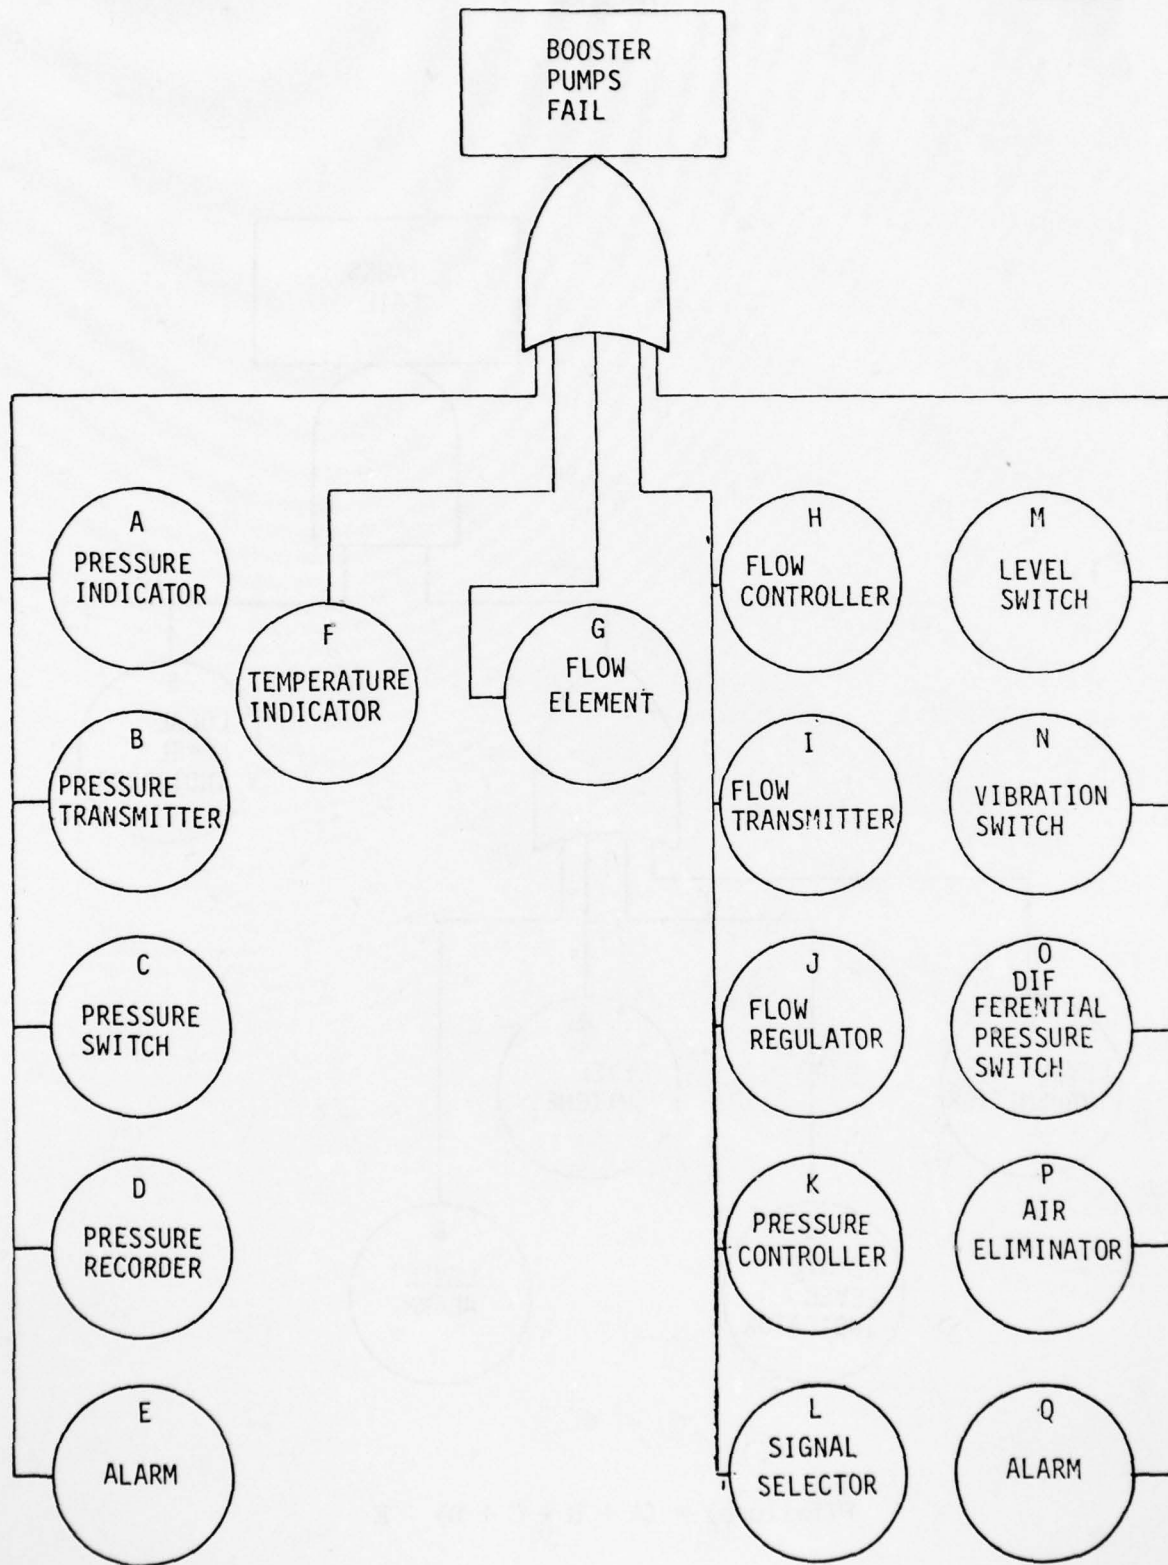 BOOSTER
PUMPS
FAIL
A
PRESSURE
INDICATOR
B
PRESSURE
TRANSMITTER
C
PRESSURE
SWITCH
D
PRESSURE
RECORDER
E
ALARM
F
TEMPERATURE
INDICATOR
G
FLOW
ELEMENT
H
FLOW
CONTROLLER
I
FLOW
TRANSMITTER
J
FLOW
REGULATOR
K
PRESSURE
CONTROLLER
L
SIGNAL
SELECTOR
M
LEVEL
SWITCH
N
VIBRATION
SWITCH
O
DIF
FERENTIAL
PRESSURE
SWITCH
P
AIR
ELIMINATOR
Q
ALARM